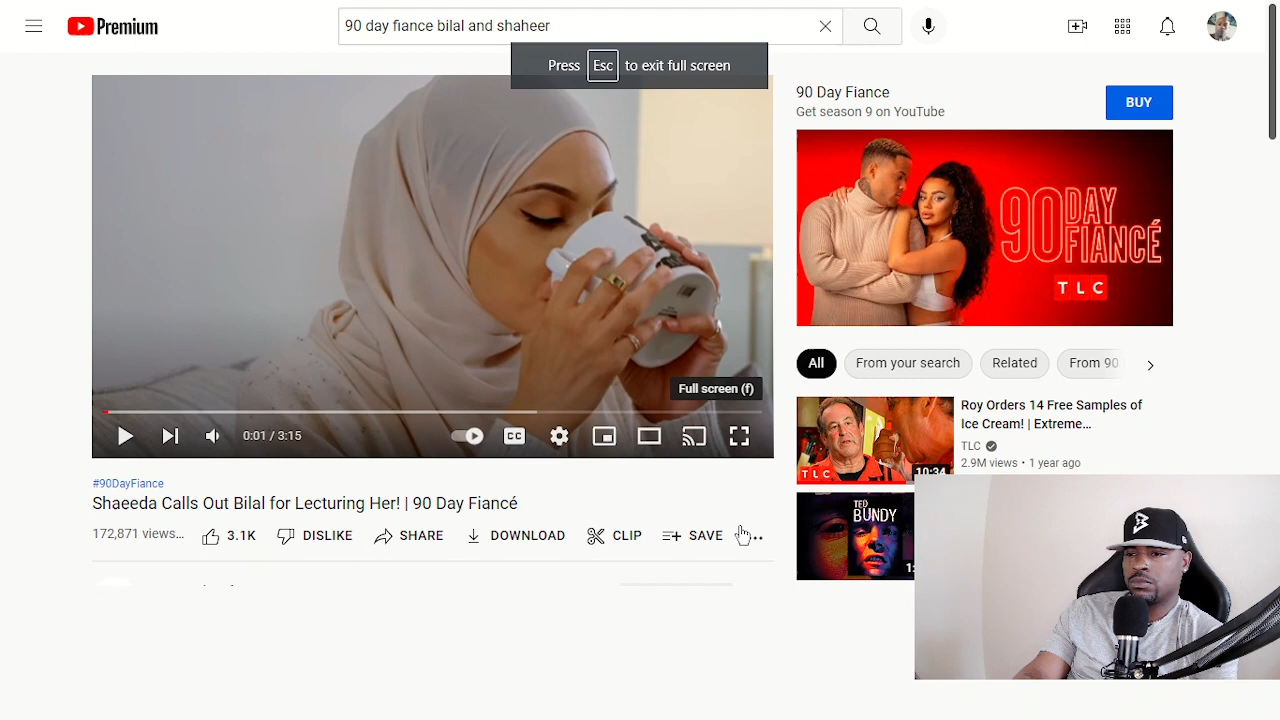 Premium
90 day fiance bilal and shaheer
Press Esc to exit full screen
90 Day Fiance
Get season 9 on YouTube
BUY
90 DAY FIANCÉ
TLC
Full screen (f)
0:01 / 3:15
CC
All
From your search
Related
From 90
Roy Orders 14 Free Samples of
Ice Cream! | Extreme...
TLC
2.9M views • 1 year ago
TLC
10:34
#90DayFiance
Shaeeda Calls Out Bilal for Lecturing Her! | 90 Day Fiancé
172,871 views...
3.1K
DISLIKE
SHARE
DOWNLOAD
CLIP
SAVE
TED
BUNDY